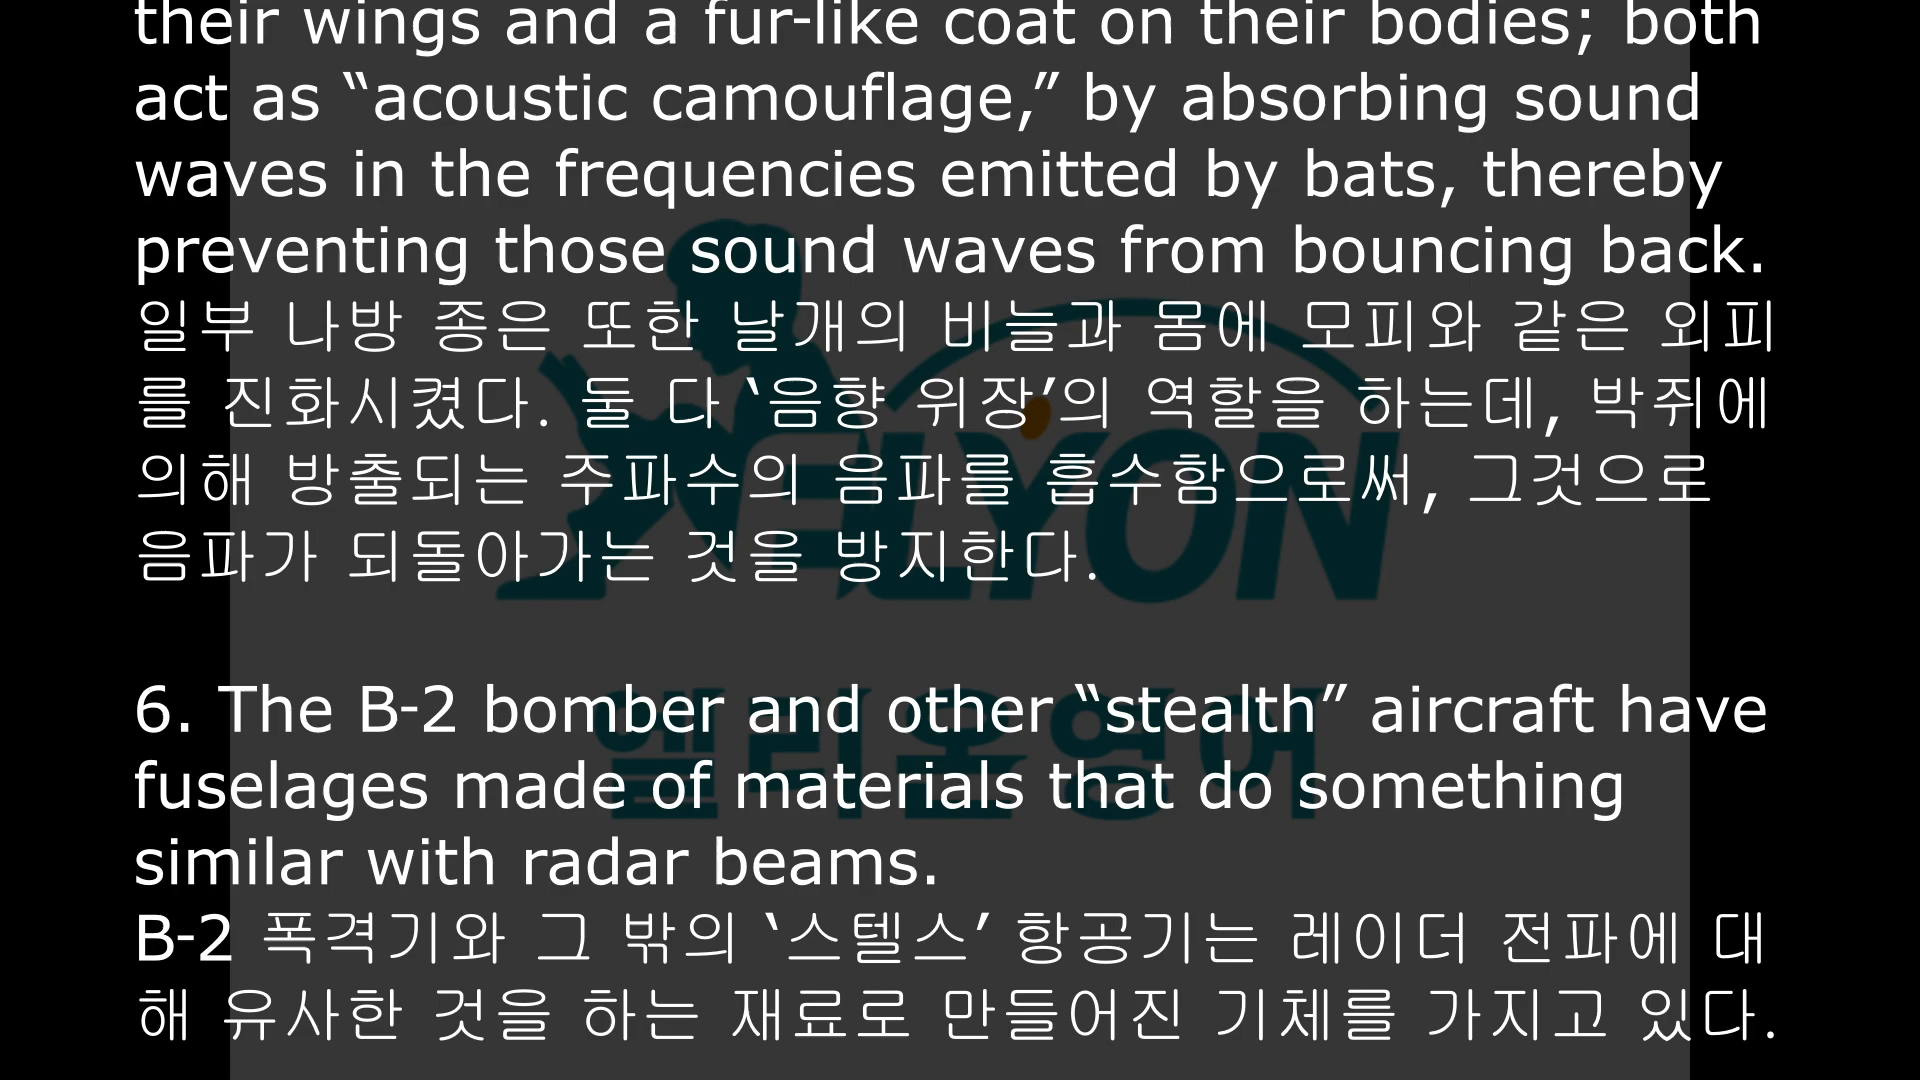 their wings and a fur-like coat on their bodies; both
act as “acoustic camouflage,” by absorbing sound
waves in the frequencies emitted by bats, thereby
preventing those sound waves from bouncing back.
일부 나방 종은 또한 날개의 비늘과 몸에 모피와 같은 외피
를 진화시켰다. 둘 다 ‘음향 위장’의 역할을 하는데, 박쥐에
의해 방출되는 주파수의 음파를 흡수함으로써, 그것으로
음파가 되돌아가는 것을 방지한다.
ELYON
6. The B-2 bomber and other “stealth” aircraft have
앨리온영어
fuselages made of materials that do something
similar with radar beams.
B-2 폭격기와 그 밖의 ‘스텔스’ 항공기는 레이더 전파에 대
해 유사한 것을 하는 재료로 만들어진 기체를 가지고 있다.